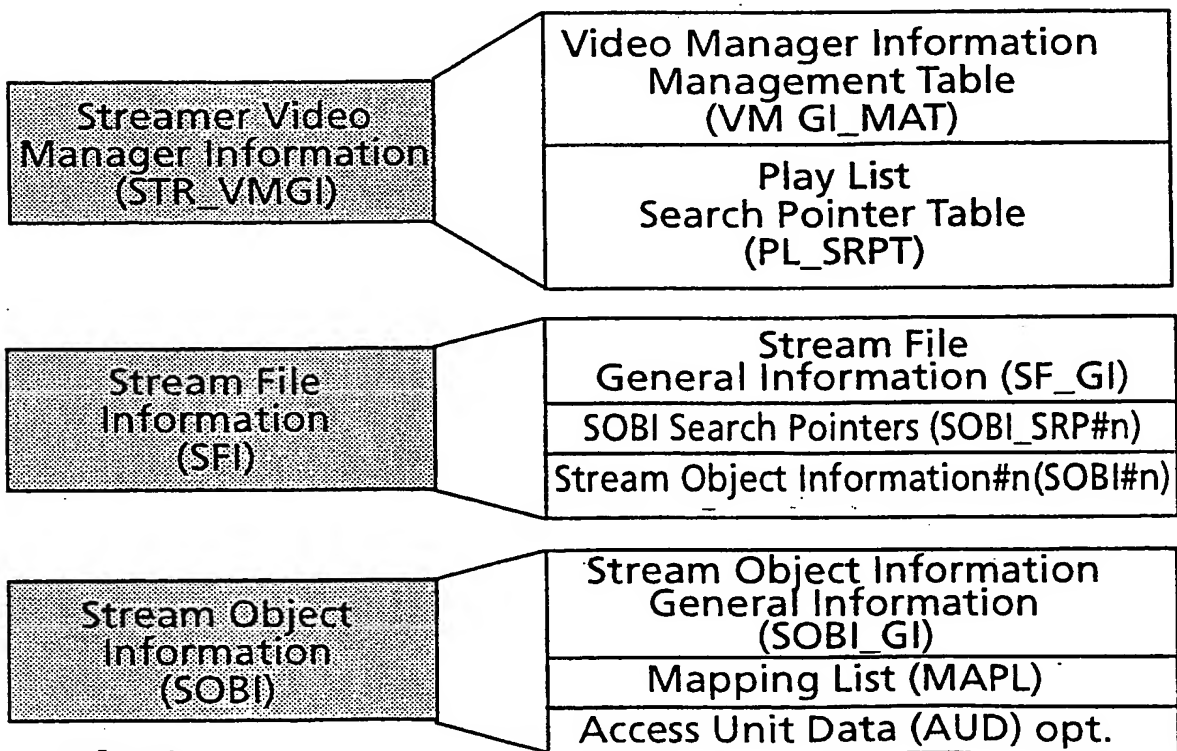 Streamer Video
Manager Information
(STR_VMGI)
Video Manager Information
Management Table
(VM GI_MAT)
Play List
Search Pointer Table
(PL_SRPT)
Stream File
Information
(SFI)
Stream File
General Information (SF_GI)
SOBI Search Pointers (SOBI_SRP#n)
Stream Object Information#n(SOBI#n)
Stream Object
Information
(SOBI)
Stream Object Information
General Information
(SOBI_GI)
Mapping List (MAPL)
Access Unit Data (AUD) opt.